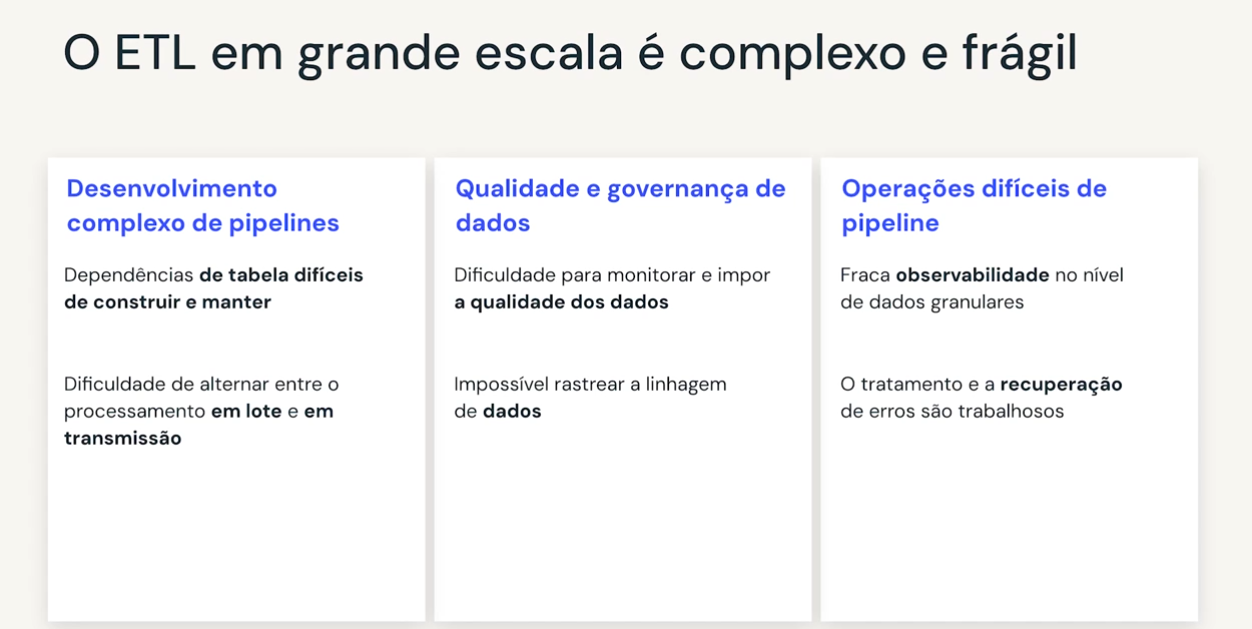 O ETL em grande escala é complexo e frágil
Desenvolvimento
complexo de pipelines
Dependências de tabela difíceis
de construir e manter
Dificuldade de alternar entre o
processamento em lote e em
transmissão
Qualidade e governança de
dados
Dificuldade para monitorar e impor
a qualidade dos dados
Impossível rastrear a linhagem
de dados
Operações difíceis de
pipeline
Fraca observabilidade no nível
de dados granulares
O tratamento e a recuperação
de erros são trabalhosos